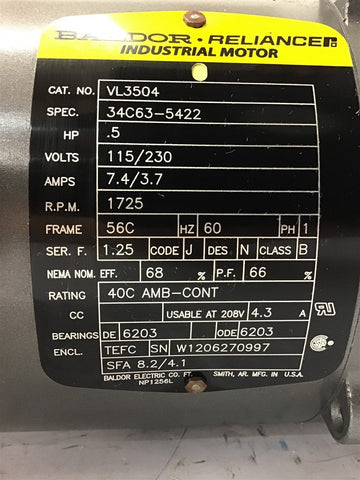 BALDOR • RELIANCER
INDUSTRIAL MOTOR
CAT. NO. VL3504
SPEC. 34C63-5422
HP .5
VOLTS 115/230
AMPS 7.4/3.7
R.P.M. 1725
FRAME 56C HZ 60 PH 1
SER. F. 1.25 CODE J DES N CLASS B
NEMA NOM. EFF. 68 % P.F. 66 %
RATING 40C AMB-CONT
CC USABLE AT 208V 4.3 A
BEARINGS DE 6203 ODE 6203
ENCL. TEFC SN W1206270997
SFA 8.2/4.1
BALDOR ELECTRIC CO. FT. SMITH, AR. MFG. IN U.S.A.
NP1256L